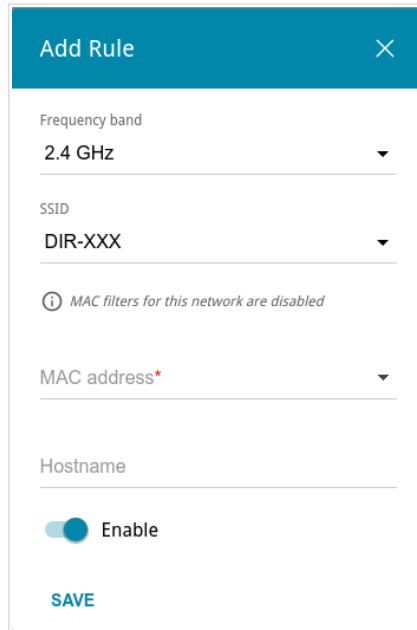 Add Rule
Frequency band
2.4 GHz
SSID
DIR-XXX
MAC filters for this network are disabled
MAC address*
Hostname
Enable
SAVE